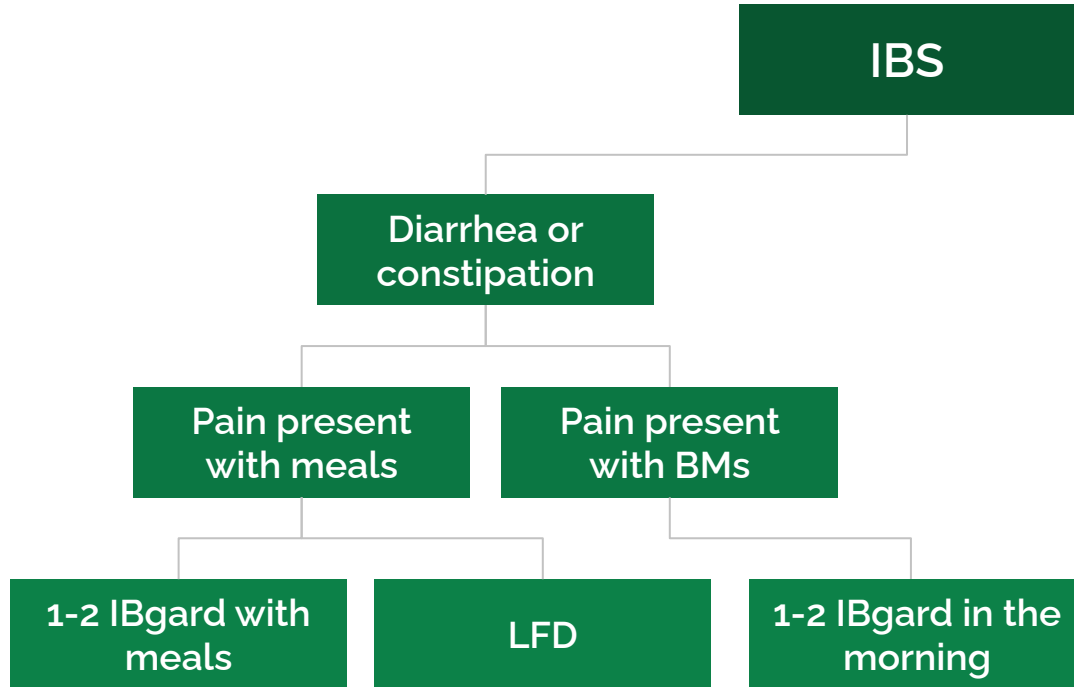 IBS
Diarrhea or
constipation
Pain present
with meals
Pain present
with BMs
1-2 IBgard with
meals
LFD
1-2 IBgard in the
morning